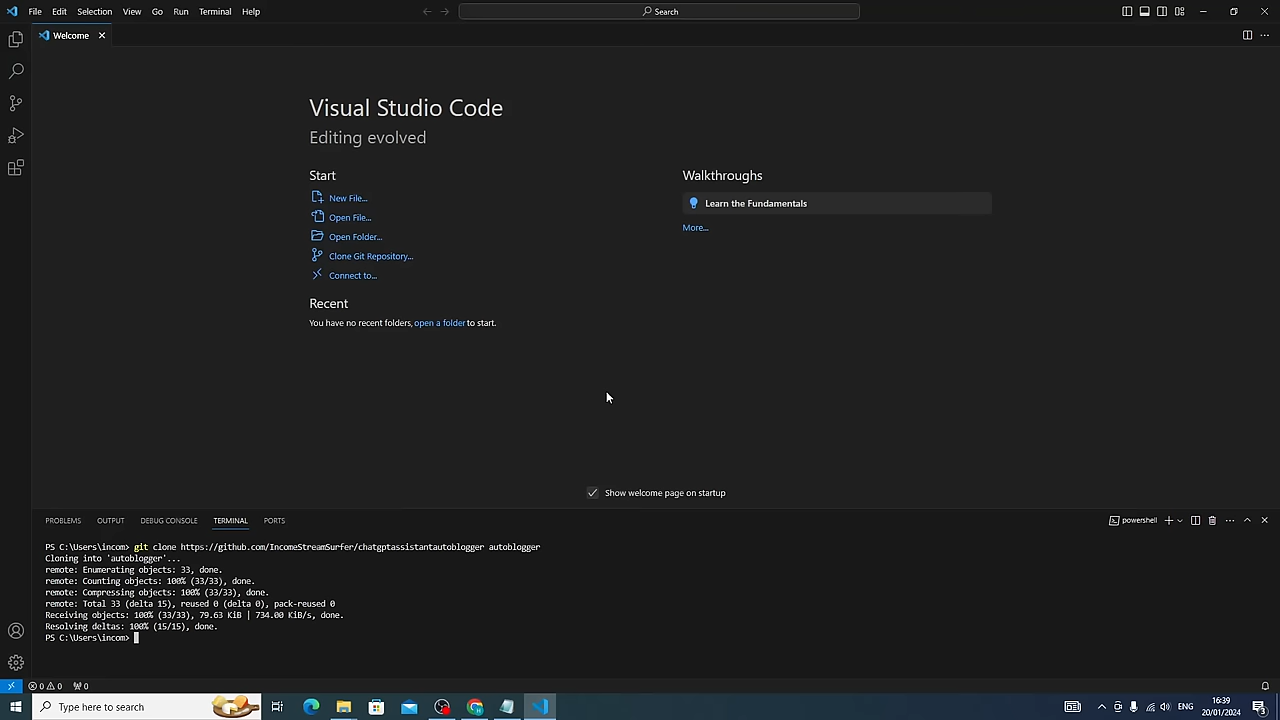 File Edit Selection View Go Run Terminal Help
Search
Welcome
Visual Studio Code
Editing evolved
Start
New File...
Open File...
Open Folder...
Clone Git Repository...
Connect to...
Recent
You have no recent folders, open a folder to start.
Walkthroughs
Learn the Fundamentals
More...
Show welcome page on startup
PROBLEMS OUTPUT DEBUG CONSOLE TERMINAL PORTS
powershell
PS C:\Users\incom> git clone https://github.com/IncomeStreamSurfer/chatgptassistantautoblogger autoblogger
Cloning into 'autoblogger'...
remote: Enumerating objects: 33, done.
remote: Counting objects: 100% (33/33), done.
remote: Compressing objects: 100% (33/33), done.
remote: Total 33 (delta 15), reused 0 (delta 0), pack-reused 0
Receiving objects: 100% (33/33), 79.63 KiB | 734.00 KiB/s, done.
Resolving deltas: 100% (15/15), done.
PS C:\Users\incom>
0 0 0
Type here to search
ENG
16:39
20/01/2024